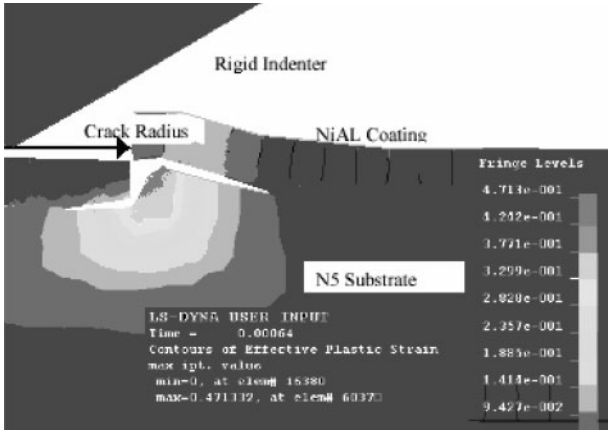 Rigid Indenter
Crack Radius
NiAL Coating
Fringe Levels
4.713e-001
4.242e-001
3.771e-001
3.299e-001
2.828e-001
2.357e-001
1.885e-001
1.414e-001
9.427e-002
N5 Substrate
LS-DYNA USER INPUT
Time = 0.00064
Contours of Effective Plastic Strain
max ipt. value
min=0, at elem# 16380
max=0.471332, at elem#